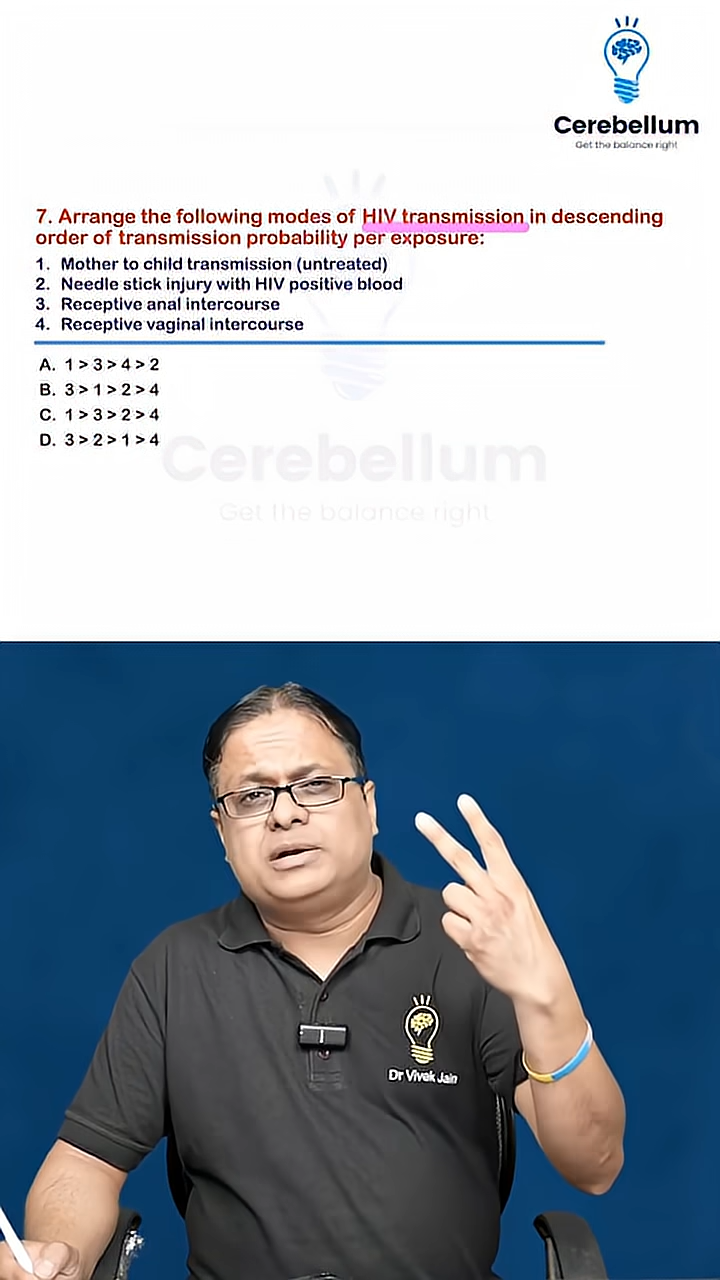 Cerebellum
Get the balance right
7. Arrange the following modes of HIV transmission in descending
order of transmission probability per exposure:
1. Mother to child transmission (untreated)
2. Needle stick injury with HIV positive blood
3. Receptive anal intercourse
4. Receptive vaginal intercourse
A. 1 > 3 > 4 > 2
B. 3 > 1 > 2 > 4
C. 1 > 3 > 2 > 4
D. 3 > 2 > 1 > 4
Cerebellum
Get the balance right
Dr Vivek Jain